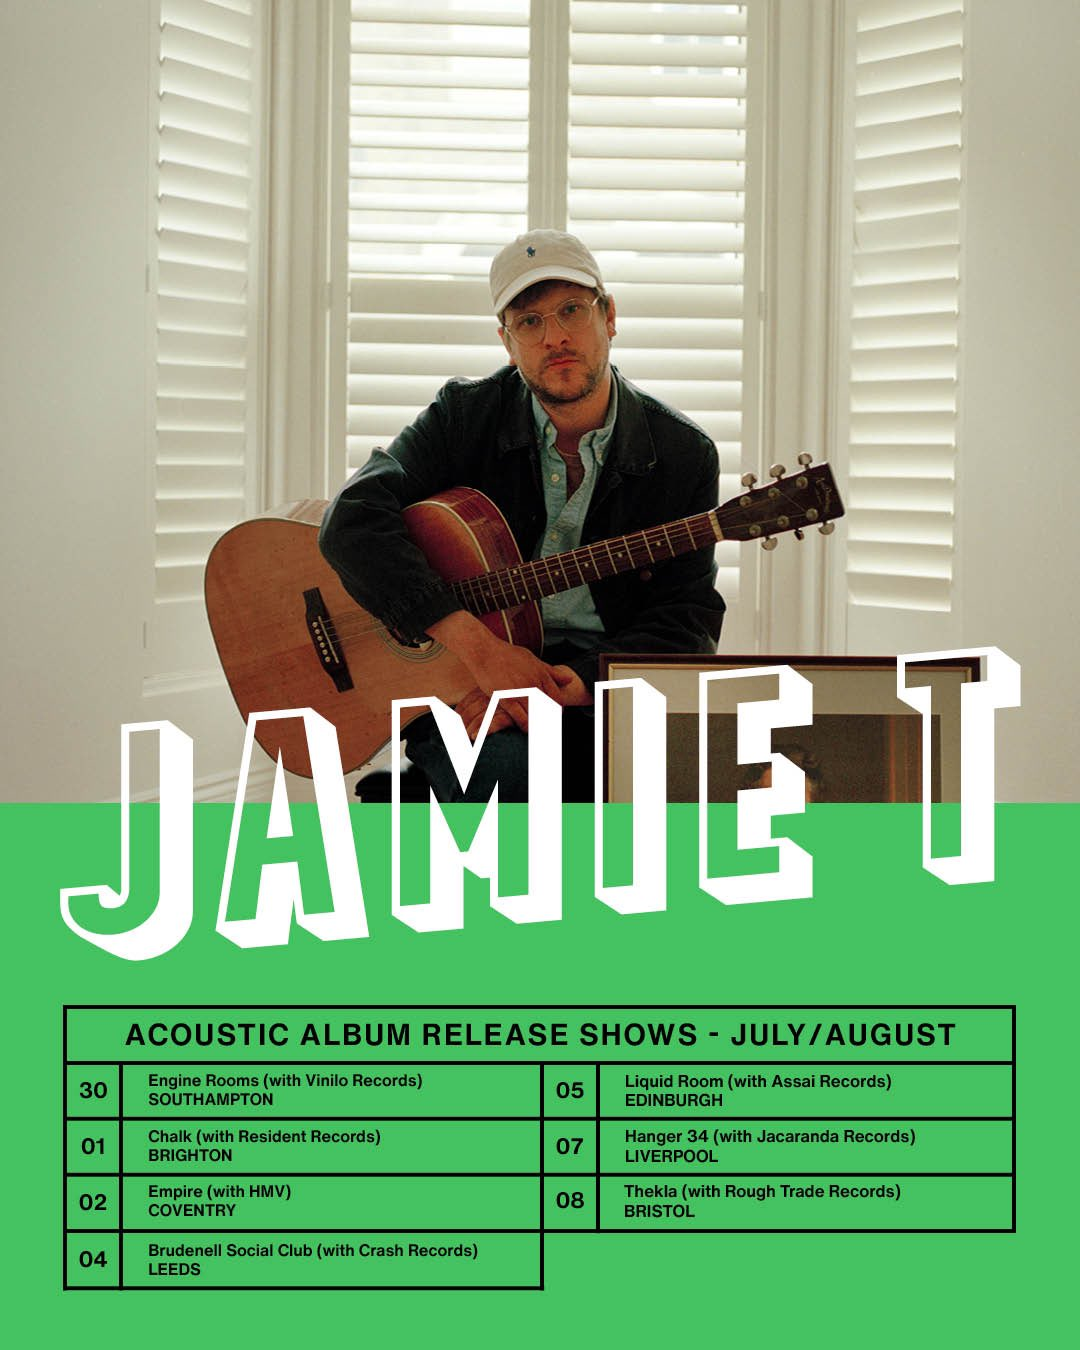 JAMIE T
ACOUSTIC ALBUM RELEASE SHOWS - JULY/AUGUST
30
Engine Rooms (with Vinilo Records)
SOUTHAMPTON
01
Chalk (with Resident Records)
BRIGHTON
02
Empire (with HMV)
COVENTRY
04
Brudenell Social Club (with Crash Records)
LEEDS
05
Liquid Room (with Assai Records)
EDINBURGH
07
Hanger 34 (with Jacaranda Records)
LIVERPOOL
08
Thekla (with Rough Trade Records)
BRISTOL